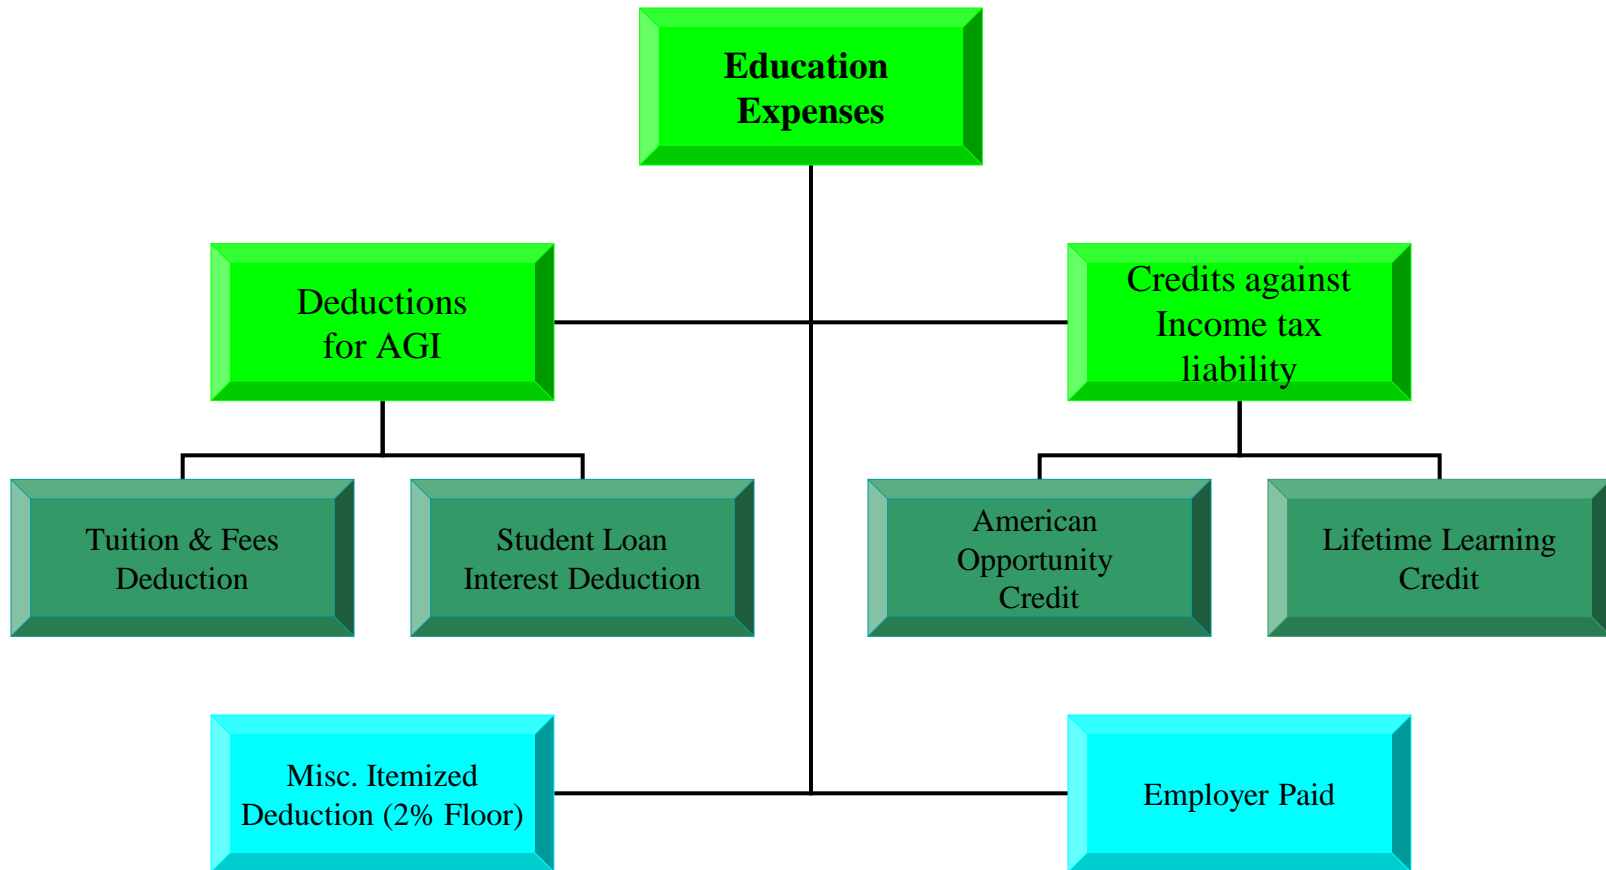 Education
Expenses
Deductions
for AGI
Credits against
Income tax
liability
Tuition & Fees
Deduction
Student Loan
Interest Deduction
American
Opportunity
Credit
Lifetime Learning
Credit
Misc. Itemized
Deduction (2% Floor)
Employer Paid